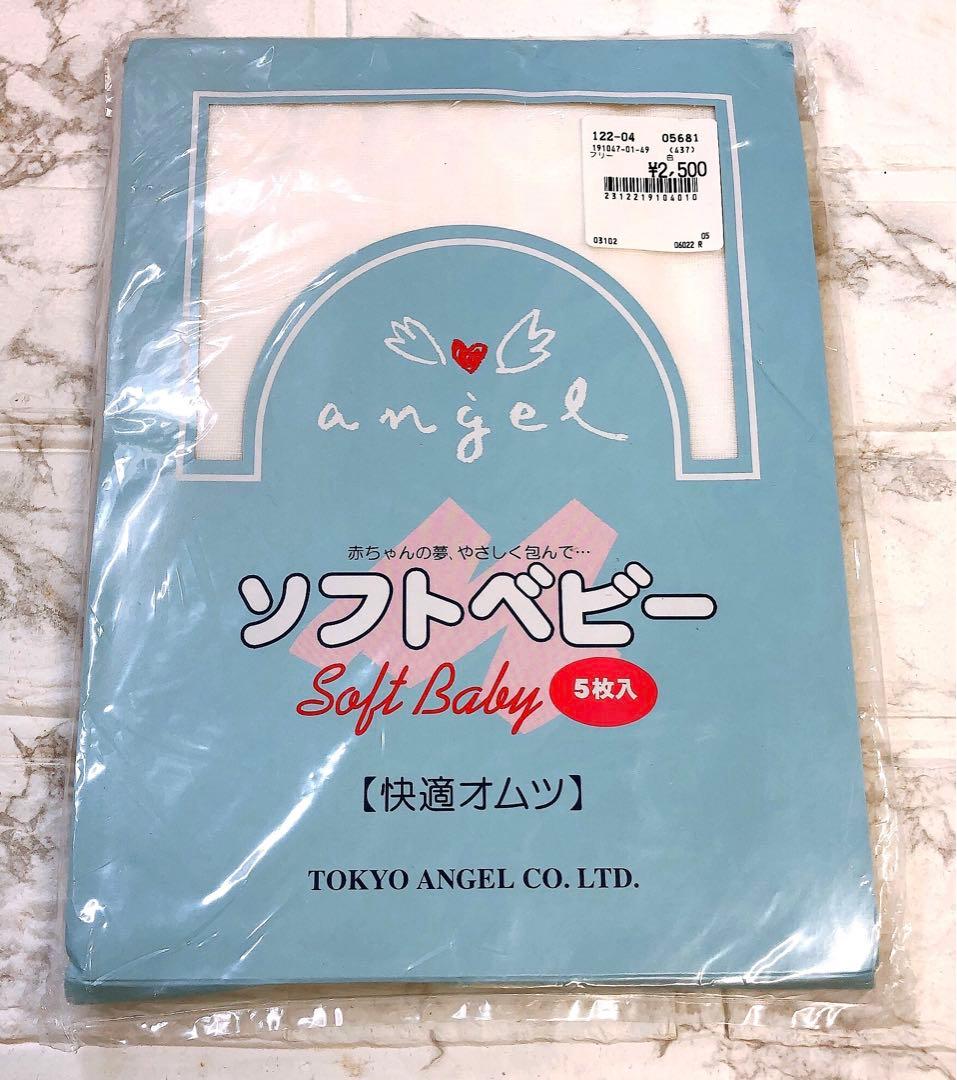 122-04 05681
191047-01-49 (437)
フリー 白
¥2,500
2312219104010
05
03102 06022 R
angel
赤ちゃんの夢、やさしく包んで…
ソフトベビー
Soft Baby 5枚入
【快適オムツ】
TOKYO ANGEL CO. LTD.